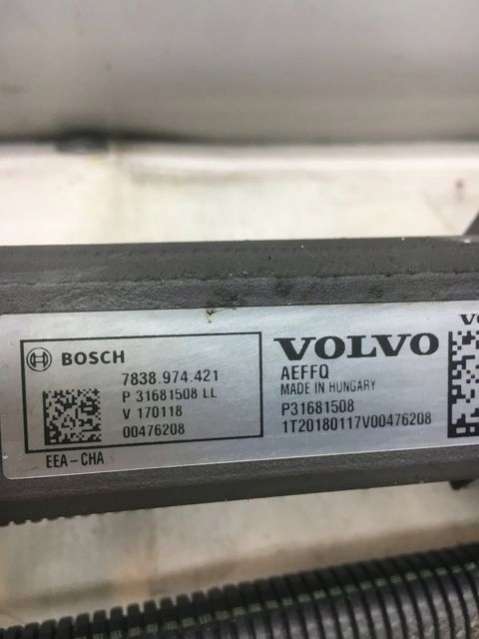 BOSCH
7838.974.421
P 31681508 LL
V 170118
00476208
EEA-CHA
VOLVO
AEFFQ
MADE IN HUNGARY
P31681508
1T20180117V00476208